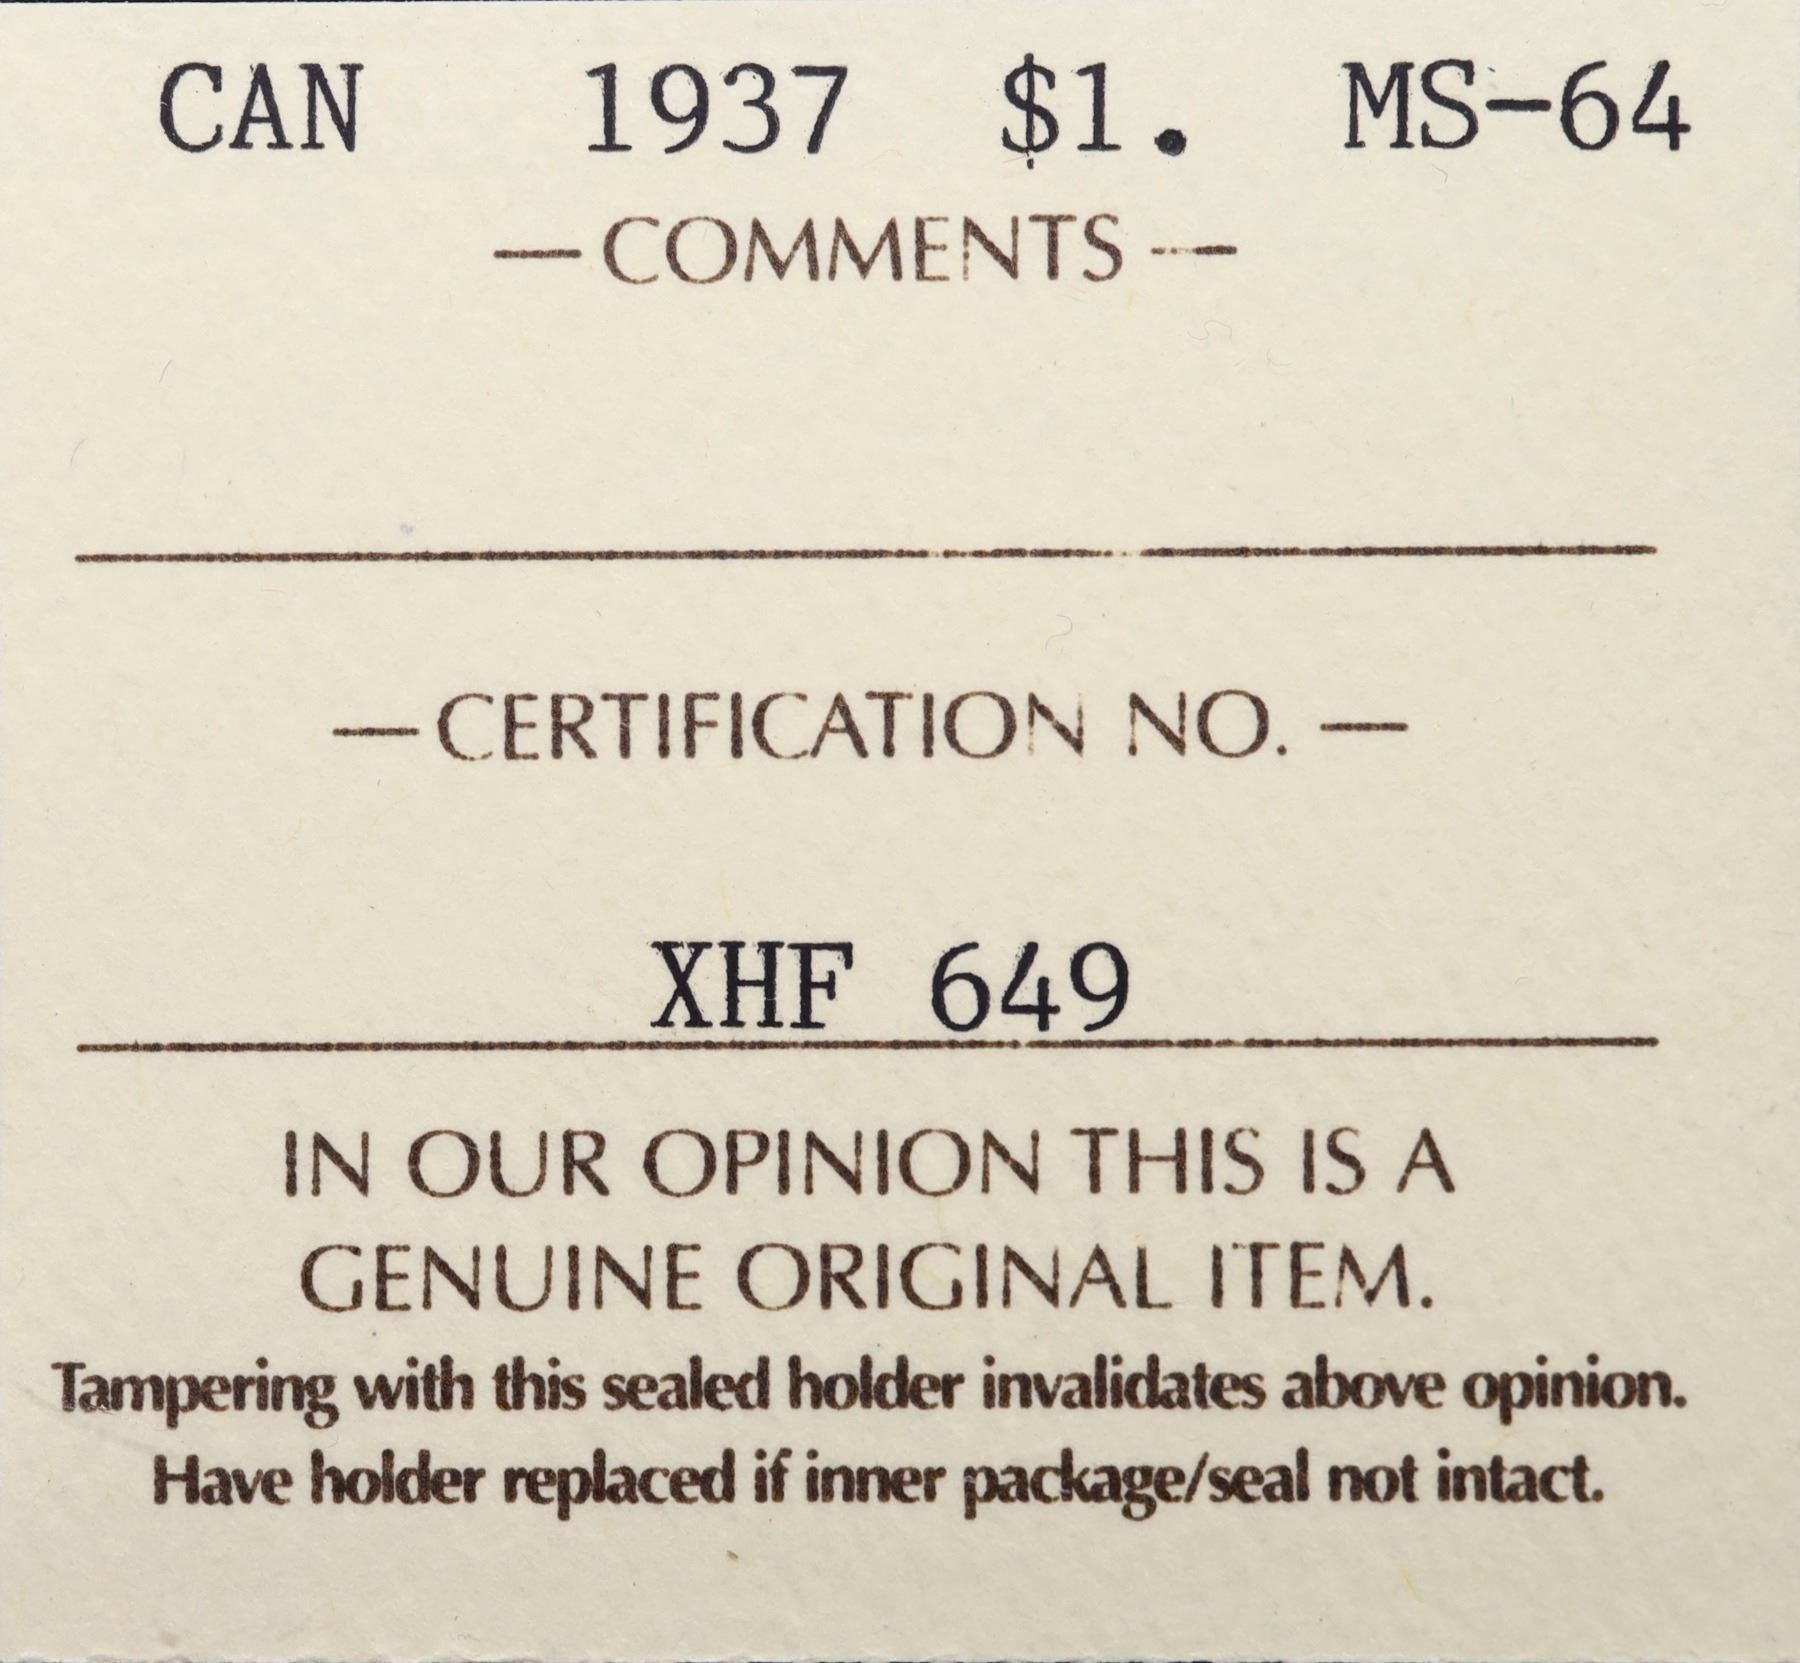 CAN 1937 $1. MS-64
— COMMENTS —
— CERTIFICATION NO. —
XHF 649
IN OUR OPINION THIS IS A
GENUINE ORIGINAL ITEM.
Tampering with this sealed holder invalidates above opinion.
Have holder replaced if inner package/seal not intact.